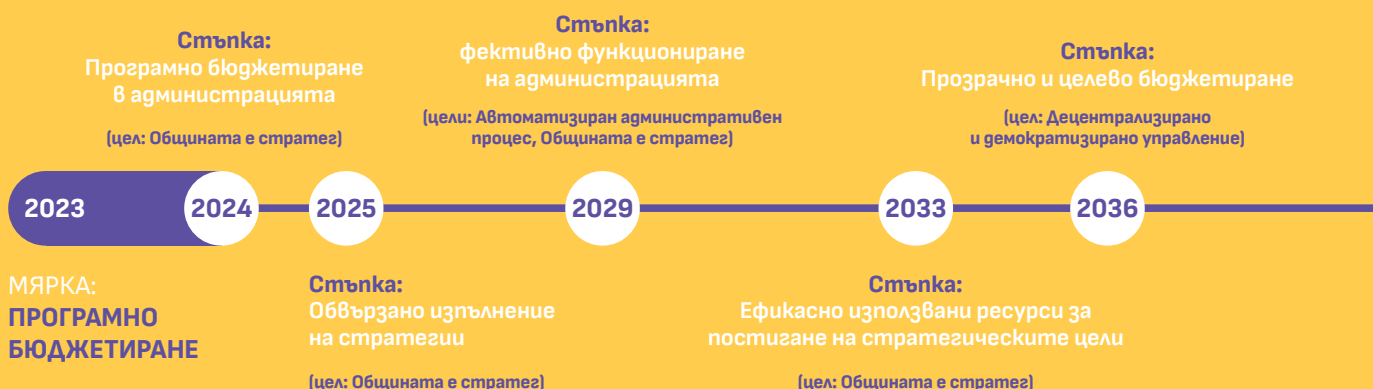 Стъпка:
Програмно бюджетиране
в администрацията
(цел: Общината е стратег)
Стъпка:
фективно функциониране
на администрацията
(цели: Автоматизиран административен
процес, Общината е стратег)
Стъпка:
Прозрачно и целево бюджетиране
(цел: Децентрализирано
и демократизирано управление)
2023
2024
2025
2029
2033
2036
МЯРКА:
ПРОГРАМНО
БЮДЖЕТИРАНЕ
Стъпка:
Обвързано изпълнение
на стратегии
(цел: Общината е стратег)
Стъпка:
Ефикасно използвани ресурси за
постигане на стратегическите цели
(цел: Общината е стратег)